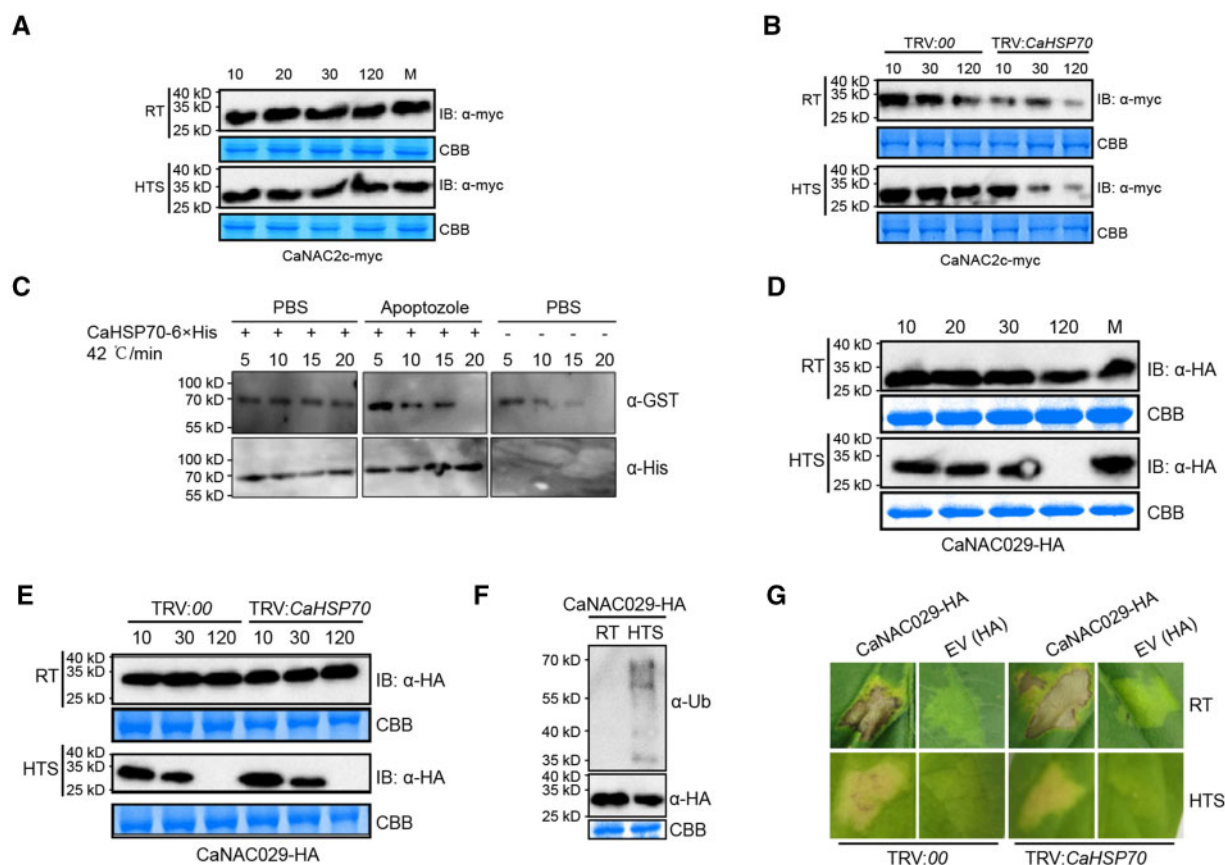 A
10 20 30 120 M
RT
40 kD
35 kD
25 kD
IB: α-myc
CBB
HTS
40 kD
35 kD
25 kD
IB: α-myc
CBB
CaNAC2c-myc
B
TRV:00 TRV:CaHSP70
10 30 120 10 30 120
RT
40 kD
35 kD
25 kD
IB: α-myc
CBB
HTS
40 kD
35 kD
25 kD
IB: α-myc
CBB
CaNAC2c-myc
C
PBS Apoptozole PBS
CaHSP70-6×His + + + + + + + + - - - -
42 ℃/min 5 10 15 20 5 10 15 20 5 10 15 20
100 kD
70 kD
55 kD
α-GST
100 kD
70 kD
55 kD
α-His
D
10 20 30 120 M
RT
40 kD
35 kD
25 kD
IB: α-HA
CBB
HTS
40 kD
35 kD
25 kD
IB: α-HA
CBB
CaNAC029-HA
E
TRV:00 TRV:CaHSP70
10 30 120 10 30 120
RT
40 kD
35 kD
25 kD
IB: α-HA
CBB
HTS
40 kD
35 kD
25 kD
IB: α-HA
CBB
CaNAC029-HA
F
CaNAC029-HA
RT HTS
70 kD
55 kD
40 kD
35 kD
α-Ub
40 kD
35 kD
25 kD
α-HA
CBB
G
CaNAC029-HA EV (HA) CaNAC029-HA EV (HA)
RT
HTS
TRV:00 TRV:CaHSP70